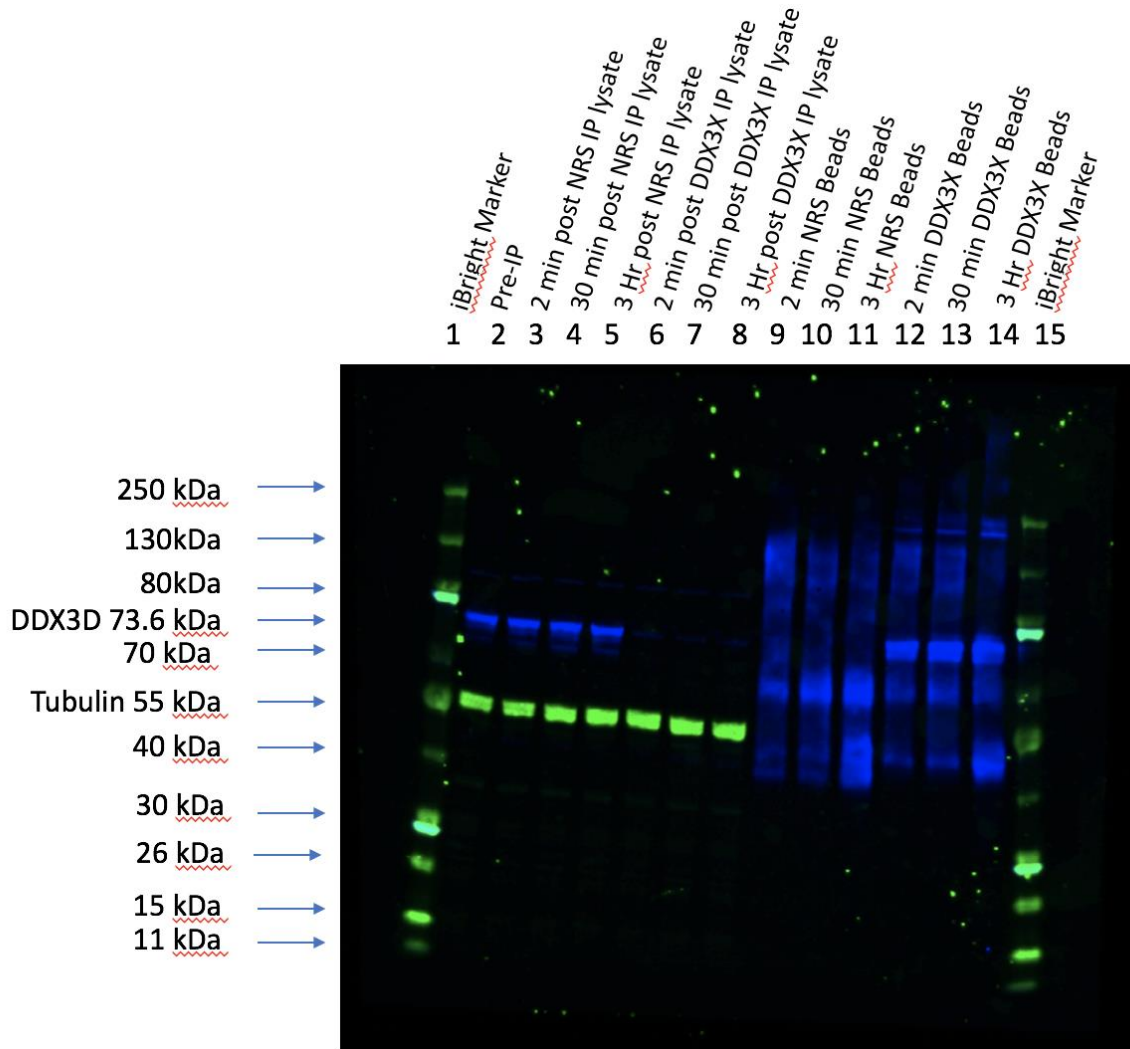 iBright Marker
Pre-IP
2 min post NRS IP lysate
30 min post NRS IP lysate
3 Hr post NRS IP lysate
2 min post DDX3X IP lysate
30 min post DDX3X IP lysate
3 Hr post DDX3X IP lysate
2 min NRS Beads
30 min NRS Beads
3 Hr NRS Beads
2 min DDX3X Beads
30 min DDX3X Beads
3 Hr DDX3X Beads
iBright Marker
1 2 3 4 5 6 7 8 9 10 11 12 13 14 15
250 kDa
130kDa
80kDa
DDX3D 73.6 kDa
70 kDa
Tubulin 55 kDa
40 kDa
30 kDa
26 kDa
15 kDa
11 kDa